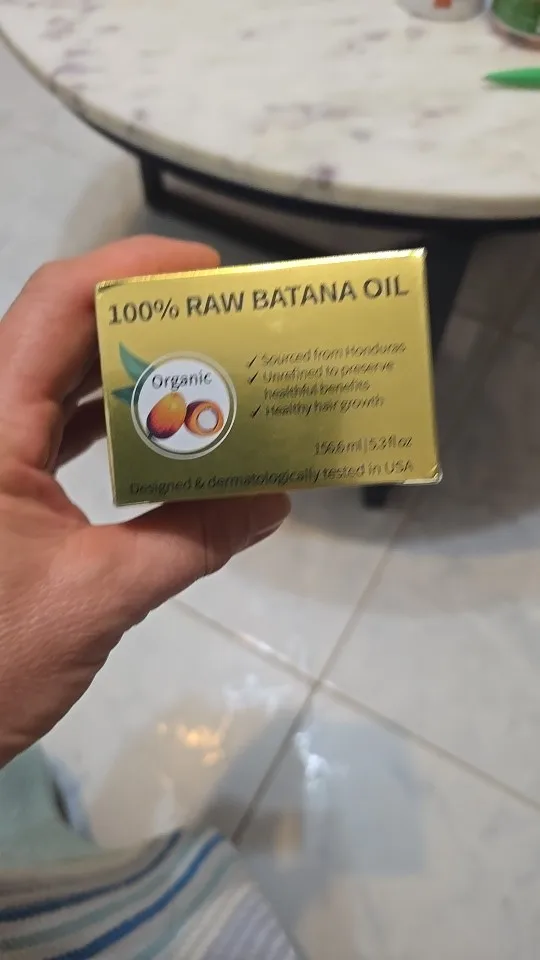 100% RAW BATANA OIL
Organic
✓ Sourced from Honduras
✓ Unrefined to preserve
healthful benefits
✓ Healthy hair growth
156.6 ml | 5.3 fl oz
Designed & dermatologically tested in USA